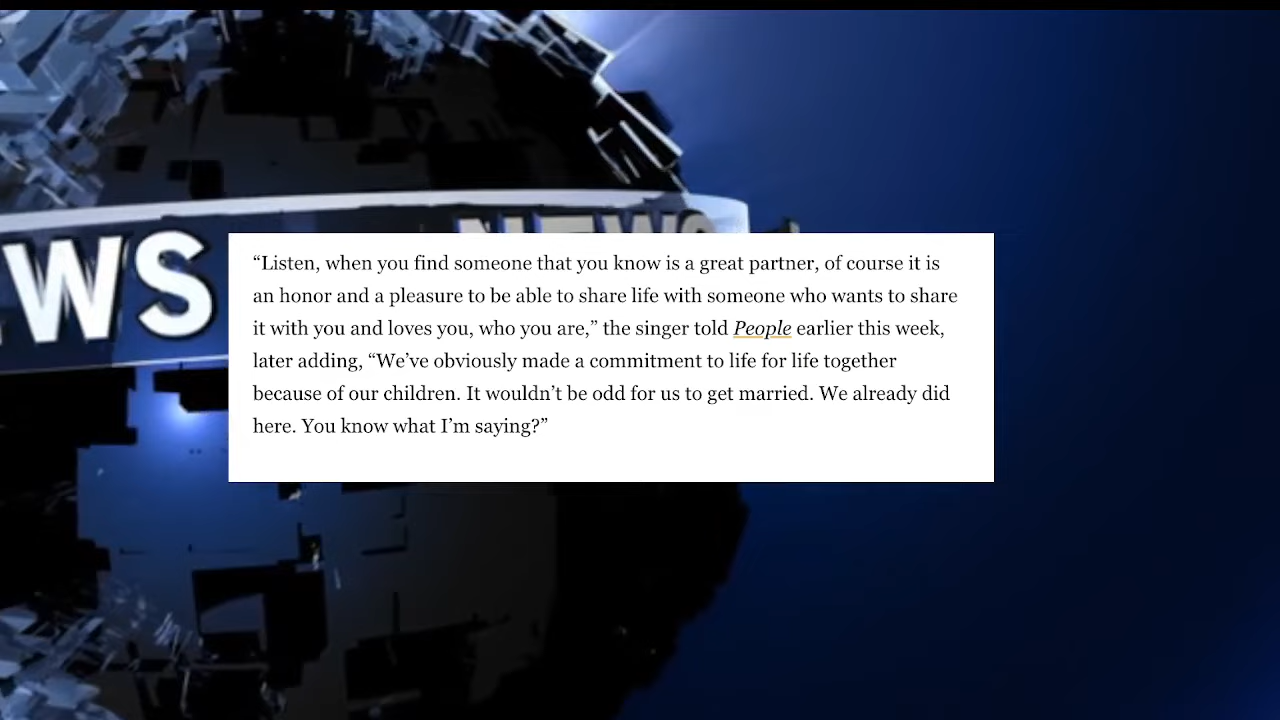 NEWS
WS
“Listen, when you find someone that you know is a great partner, of course it is
an honor and a pleasure to be able to share life with someone who wants to share
it with you and loves you, who you are,” the singer told People earlier this week,
later adding, “We’ve obviously made a commitment to life for life together
because of our children. It wouldn’t be odd for us to get married. We already did
here. You know what I’m saying?”